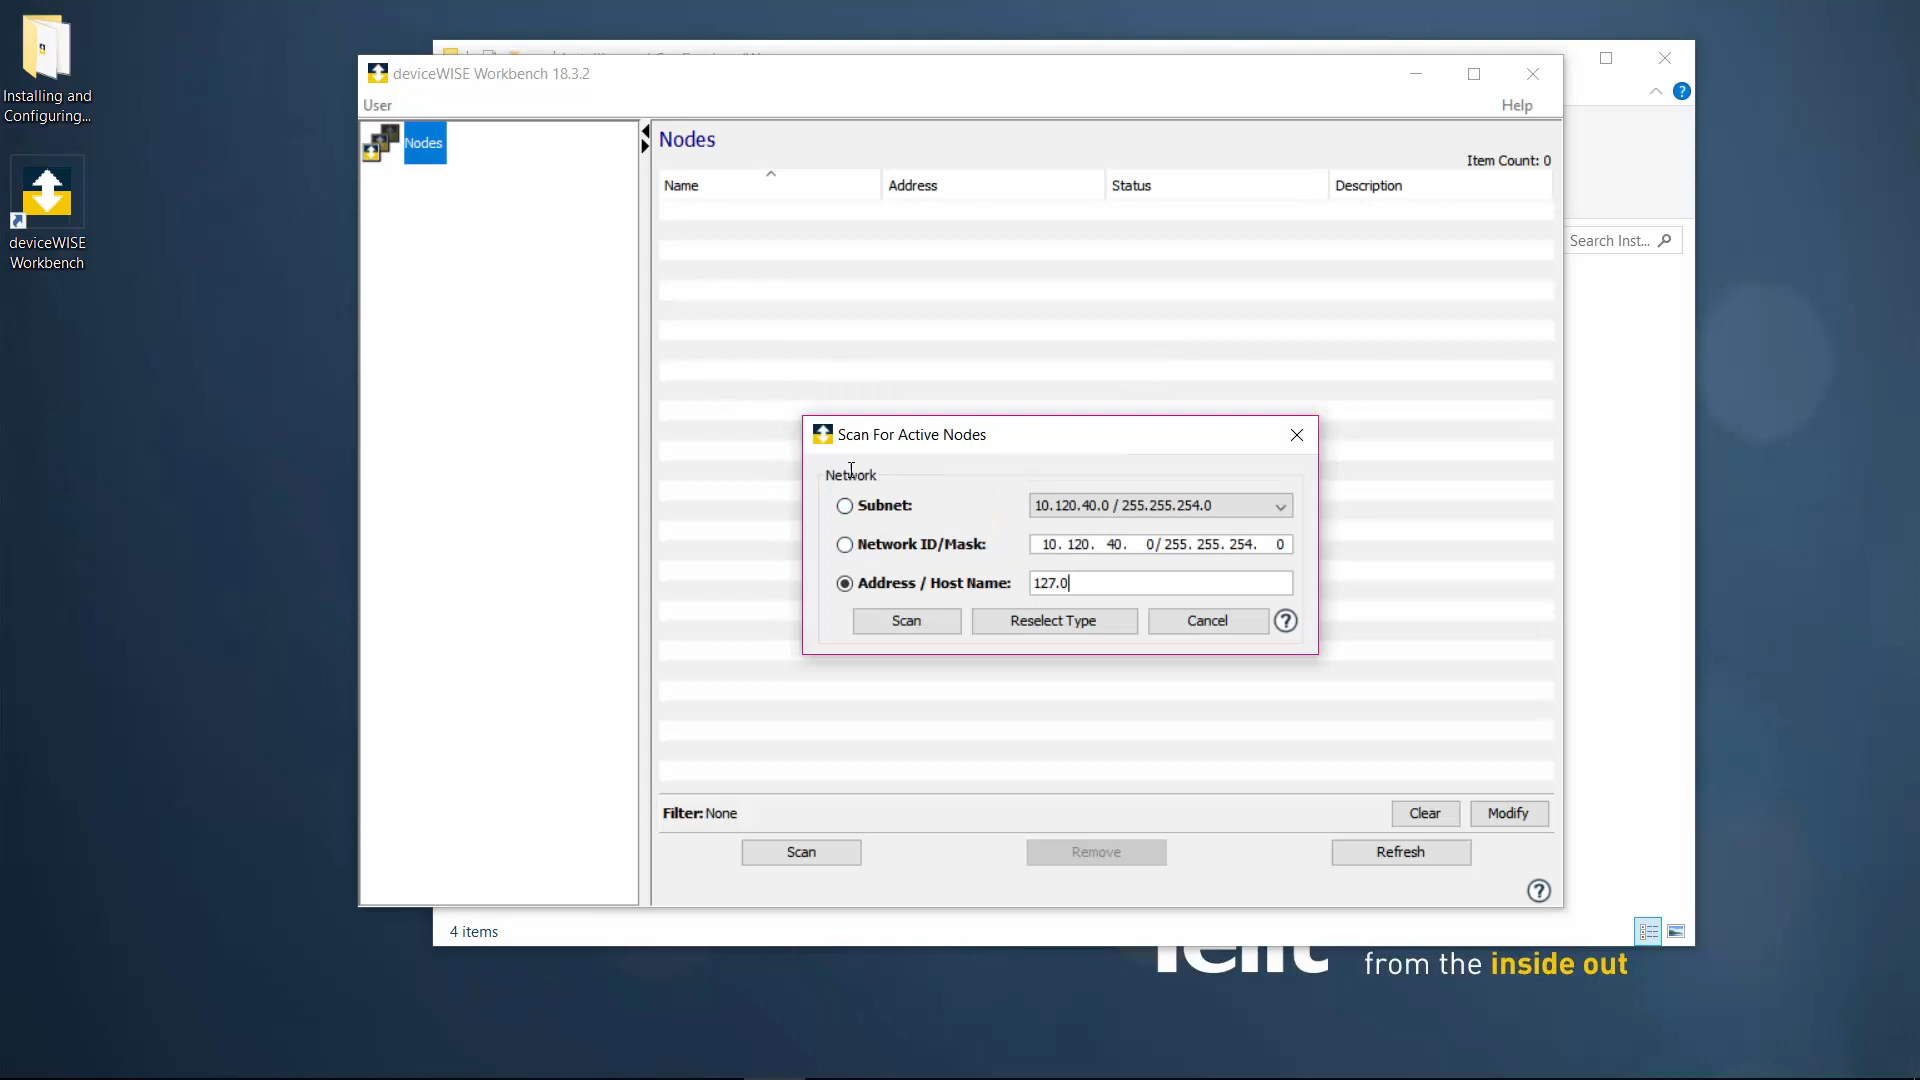 Installing and
Configuring...
deviceWISE
Workbench
deviceWISE Workbench 18.3.2
User
Help
Nodes
Nodes
Item Count: 0
Name
Address
Status
Description
Search Inst...
Scan For Active Nodes
Network
Subnet:
10.120.40.0 / 255.255.254.0
Network ID/Mask:
10. 120. 40. 0/ 255. 255. 254. 0
Address / Host Name:
127.0
Scan
Reselect Type
Cancel
?
Filter: None
Clear
Modify
Scan
Remove
Refresh
?
4 items
from the inside out